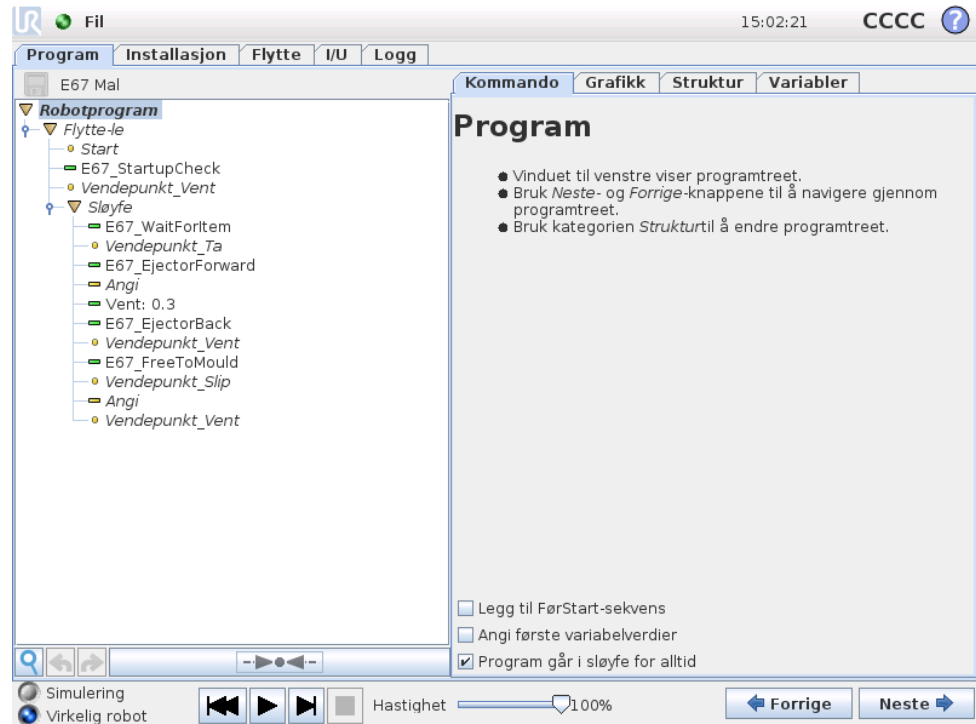 UR Fil 15:02:21 CCCC ?
Program Installasjon Flytte I/U Logg
E67 Mal
Robotprogram
Flytte-le
Start
E67_StartupCheck
Vendepunkt_Vent
Sløyfe
E67_WaitForItem
Vendepunkt_Ta
E67_EjectorForward
Angi
Vent: 0.3
E67_EjectorBack
Vendepunkt_Vent
E67_FreeToMould
Vendepunkt_Slip
Angi
Vendepunkt_Vent
Kommando Grafikk Struktur Variabler
Program
Vinduet til venstre viser programtreet.
Bruk Neste- og Forrige-knappene til å navigere gjennom
programtreet.
Bruk kategorien Strukturtil å endre programtreet.
Legg til FørStart-sekvens
Angi første variabelverdier
Program går i sløyfe for alltid
Simulering
Virkelig robot
Hastighet 100%
Forrige Neste